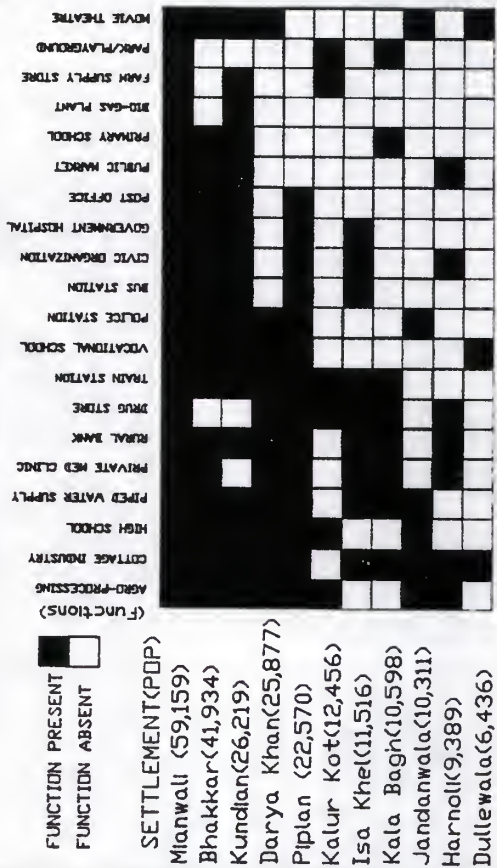 FUNCTION PRESENT
FUNCTION ABSENT
SETTLEMENT(POP)
Mianwali (59,159)
Bhakkar(41,934)
Kundian(26,219)
Darya Khan(25,877)
Piplan (22,570)
Kalur Kot(12,456)
Isa Khel(11,516)
Kala Bagh(10,598)
Jandanwala(10,311)
Harnoli(9,389)
Dullewala(6,436)
(Functions)
AGRO-PROCESSING
COTTAGE INDUSTRY
HIGH SCHOOL
PIPED WATER SUPPLY
PRIVATE MED CLINIC
RURAL BANK
DRUG STORE
TRAIN STATION
VOCATIONAL SCHOOL
POLICE STATION
BUS STATION
CIVIC ORGANIZATION
GOVERNMENT HOSPITAL
POST OFFICE
PUBLIC MARKET
PRIMARY SCHOOL
BIO-GAS PLANT
FARM SUPPLY STORE
PARK/PLAYGROUND
MOVIE THEATRE